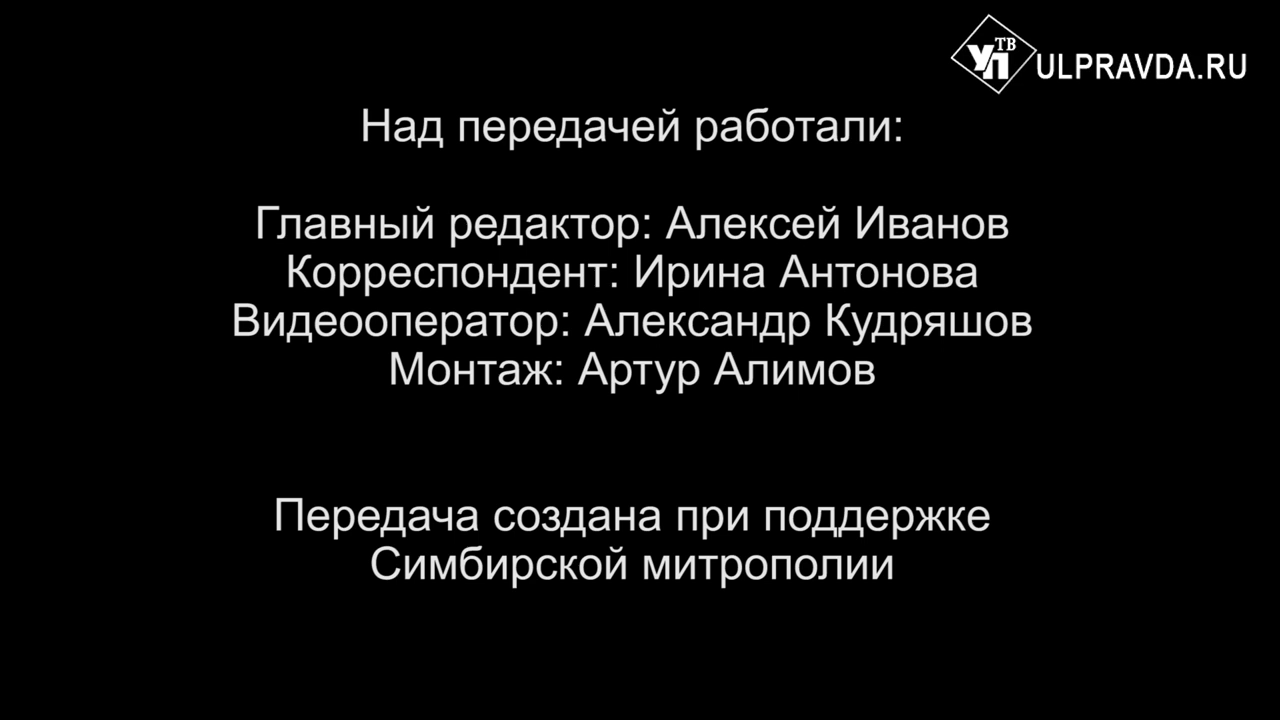 ТВ
УП
ULPRAVDA.RU
Над передачей работали:
Главный редактор: Алексей Иванов
Корреспондент: Ирина Антонова
Видеооператор: Александр Кудряшов
Монтаж: Артур Алимов
Передача создана при поддержке
Симбирской митрополии